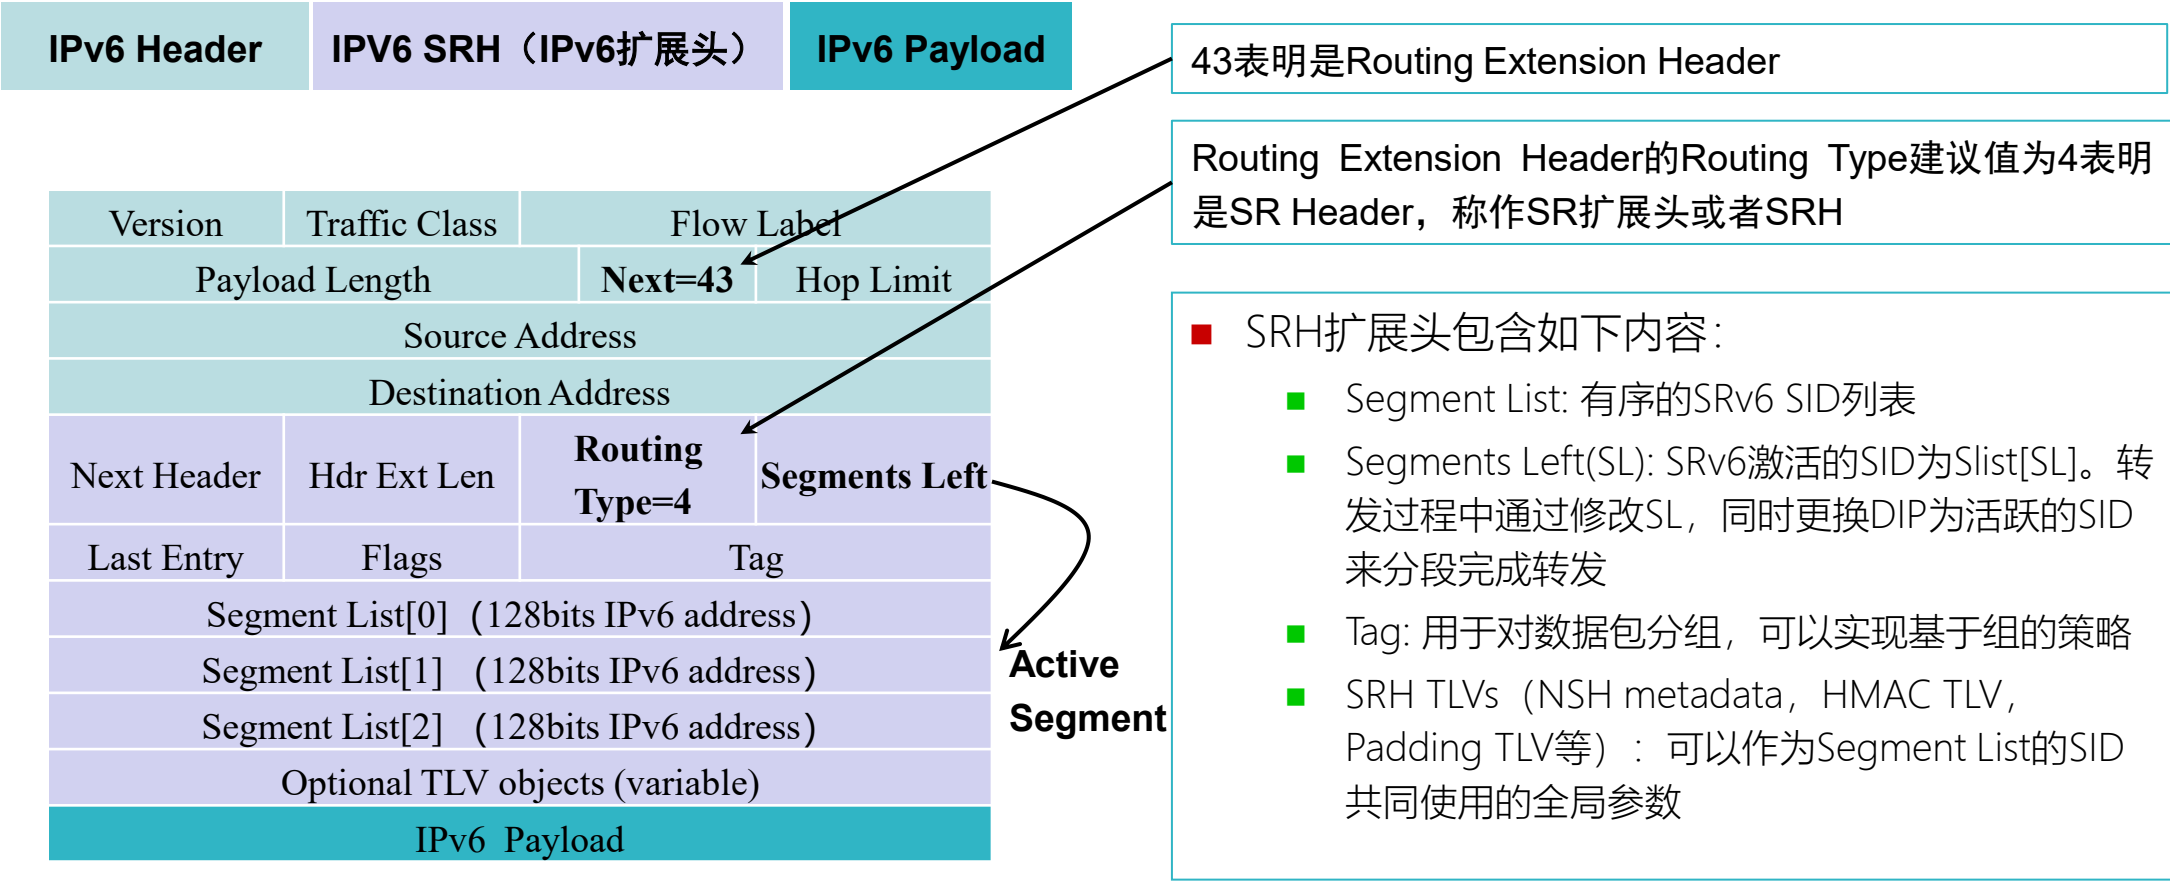 IPv6 Header
IPV6 SRH（IPv6扩展头）
IPv6 Payload
43表明是Routing Extension Header
Routing Extension Header的Routing Type建议值为4表明
是SR Header，称作SR扩展头或者SRH
Version
Traffic Class
Flow Label
Payload Length
Next=43
Hop Limit
Source Address
Destination Address
Next Header
Hdr Ext Len
Routing
Type=4
Segments Left
Last Entry
Flags
Tag
Segment List[0]（128bits IPv6 address）
Segment List[1]（128bits IPv6 address）
Segment List[2]（128bits IPv6 address）
Optional TLV objects (variable)
IPv6 Payload
Active
Segment
SRH扩展头包含如下内容：
Segment List: 有序的SRv6 SID列表
Segments Left(SL): SRv6激活的SID为Slist[SL]。转
发过程中通过修改SL，同时更换DIP为活跃的SID
来分段完成转发
Tag: 用于对数据包分组，可以实现基于组的策略
SRH TLVs（NSH metadata，HMAC TLV，
Padding TLV等）：可以作为Segment List的SID
共同使用的全局参数